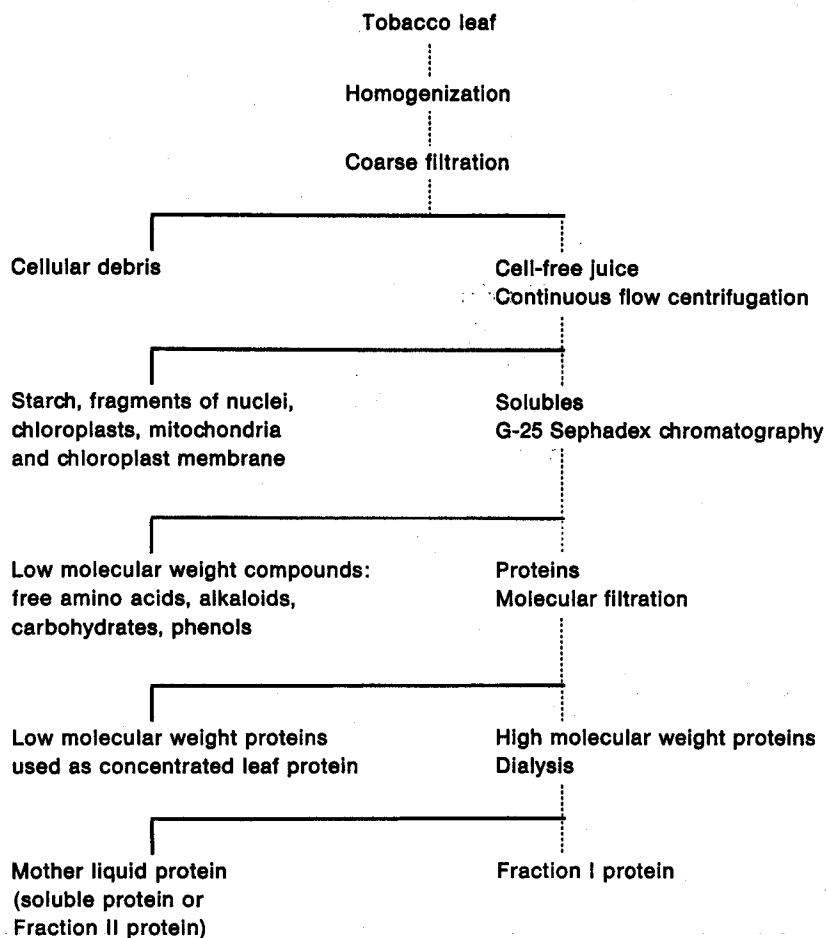 Tobacco leaf
Homogenization
Coarse filtration
Cellular debris
Cell-free juice
Continuous flow centrifugation
Starch, fragments of nuclei,
chloroplasts, mitochondria
and chloroplast membrane
Solubles
G-25 Sephadex chromatography
Low molecular weight compounds:
free amino acids, alkaloids,
carbohydrates, phenols
Proteins
Molecular filtration
Low molecular weight proteins
used as concentrated leaf protein
High molecular weight proteins
Dialysis
Mother liquid protein
(soluble protein or
Fraction II protein)
Fraction I protein